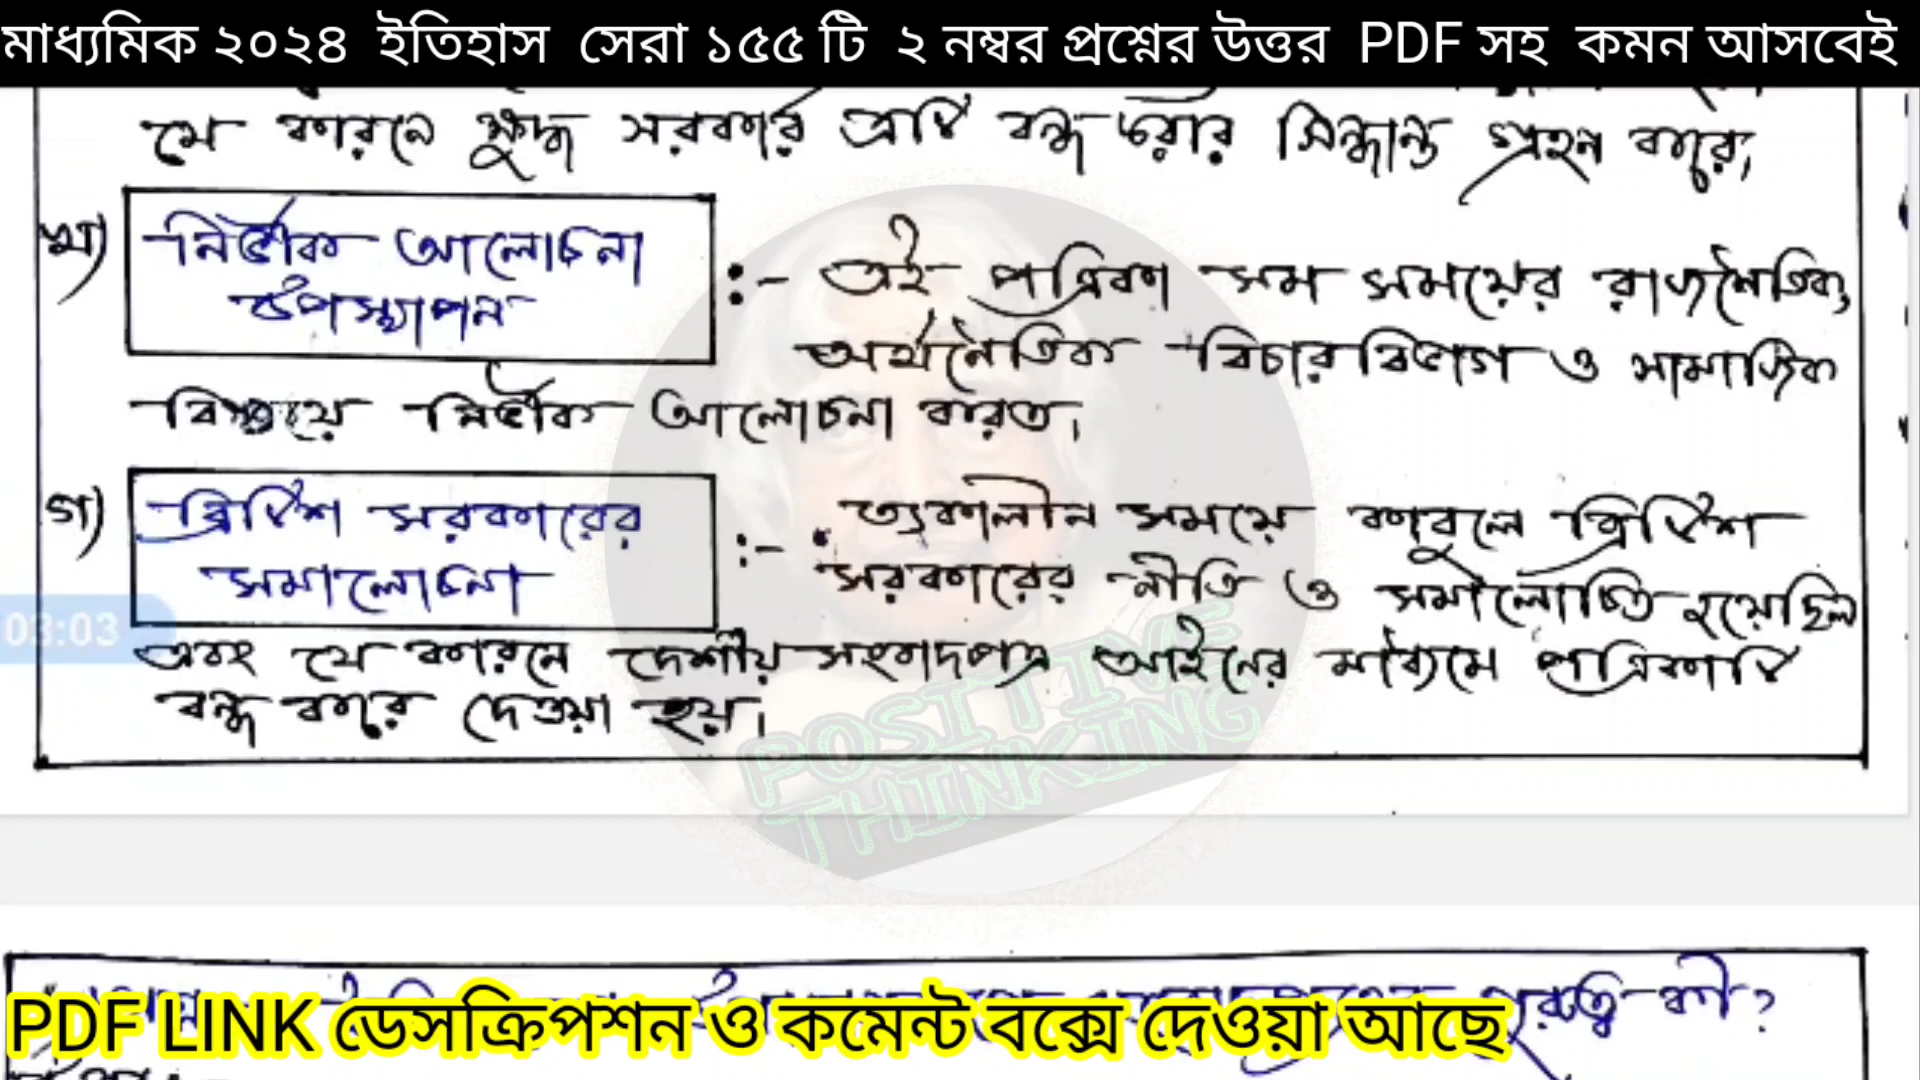 মাধ্যমিক ২০২৪ ইতিহাস সেরা ১৫৫ টি ২ নম্বর প্রশ্নের উত্তর PDF সহ কমন আসবেই
যে কারনে ক্ষুদ্ধ সরকার বন্ধ করার সিদ্ধান্ত গ্রহন করে,
খ) নির্ভীক আলোচনা
উপস্থাপন
:- এই পত্রিকা সম সময়ের রাজনৈতিক,
অর্থনৈতিক বিচারবিভাগ ও সামাজিক
বিষয়ে নির্ভীক আলোচনা করত।
গ) ব্রিটিশ সরকারের
সমালোচনা
:- তৎকালীন সময়ে কাবুলে ব্রিটিশ
সরকারের নীতি ও সমালোচিত হয়েছিল
এবং যে কারনে দেশীয় সংবাদপত্র আইনের মাধ্যমে পত্রিকাটি
বন্ধ করে দেওয়া হয়।
03:03
POSITIVE
THINKING
গুরুত্ব কী?
PDF LINK ডেসক্রিপশন ও কমেন্ট বক্সে দেওয়া আছে